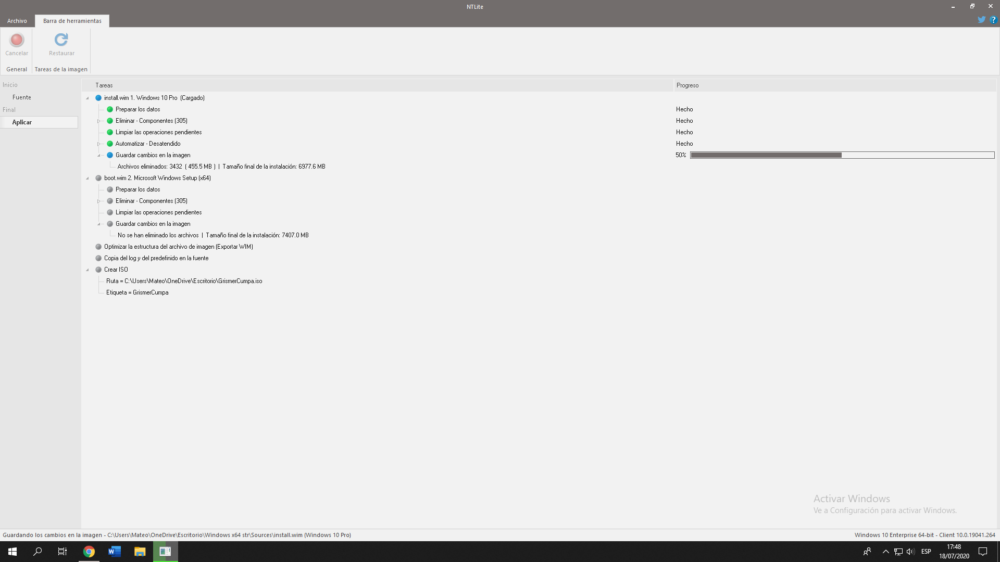 NTLite
Archivo
Barra de herramientas
Cancelar
Restaurar
General
Tareas de la imagen
Inicio
Fuente
Final
Aplicar
Tareas
Progreso
install.wim 1. Windows 10 Pro (Cargado)
Preparar los datos
Hecho
Eliminar - Componentes (305)
Hecho
Limpiar las operaciones pendientes
Hecho
Automatizar - Desatendido
Hecho
Guardar cambios en la imagen
50%
Archivos eliminados: 3432 ( 455.5 MB ) | Tamaño final de la instalación: 6977.6 MB
boot.wim 2. Microsoft Windows Setup (x64)
Preparar los datos
Eliminar - Componentes (305)
Limpiar las operaciones pendientes
Guardar cambios en la imagen
No se han eliminado los archivos | Tamaño final de la instalación: 7407.0 MB
Optimizar la estructura del archivo de imagen (Exportar WIM)
Copia del log y del predefinido en la fuente
Crear ISO
Ruta = C:\Users\Mateo\OneDrive\Escritorio\GrismerCumpa.iso
Etiqueta = GrismerCumpa
Activar Windows
Ve a Configuración para activar Windows.
Guardando los cambios en la imagen - C:\Users\Mateo\OneDrive\Escritorio\Windows x64 str\Sources\install.wim (Windows 10 Pro)
Windows 10 Enterprise 64-bit - Client 10.0.19041.264
ESP
17:48
18/07/2020